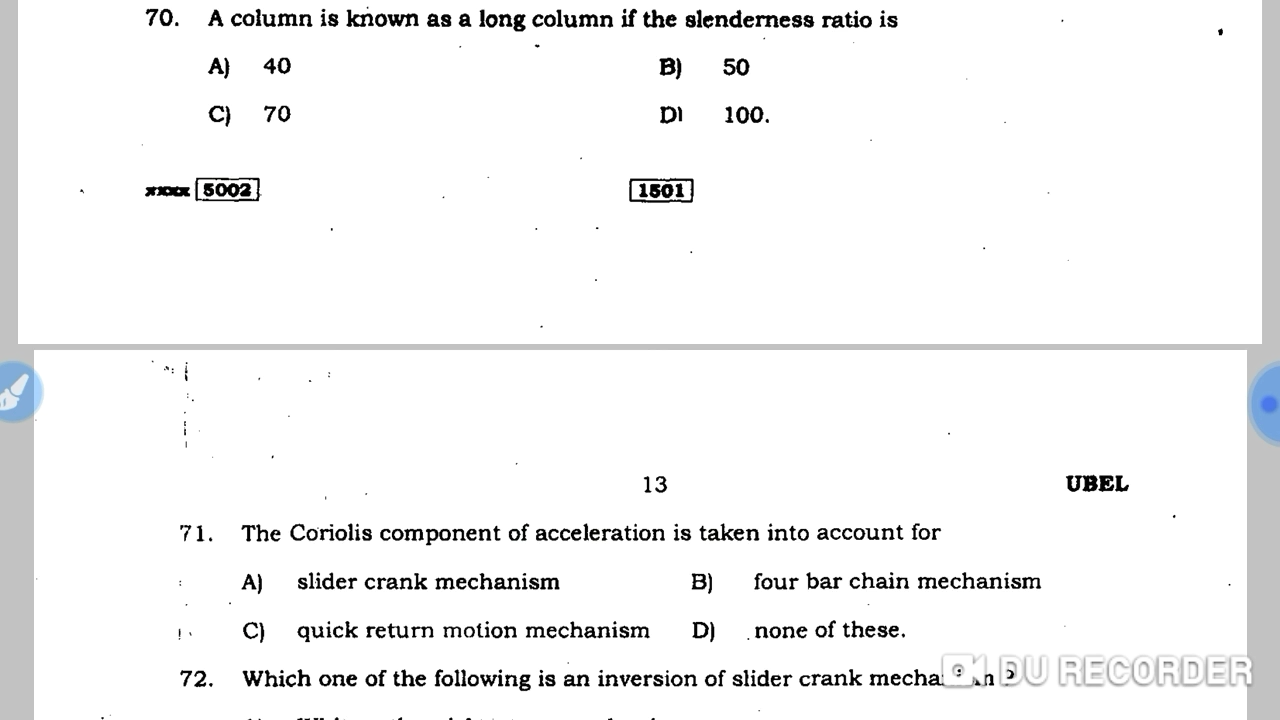 70. A column is known as a long column if the slenderness ratio is
A) 40 B) 50
C) 70 D) 100.
xxxx 5002 1501
13 UBEL
71. The Coriolis component of acceleration is taken into account for
A) slider crank mechanism B) four bar chain mechanism
C) quick return motion mechanism D) none of these.
72. Which one of the following is an inversion of slider crank mechanism ?
DU RECORDER